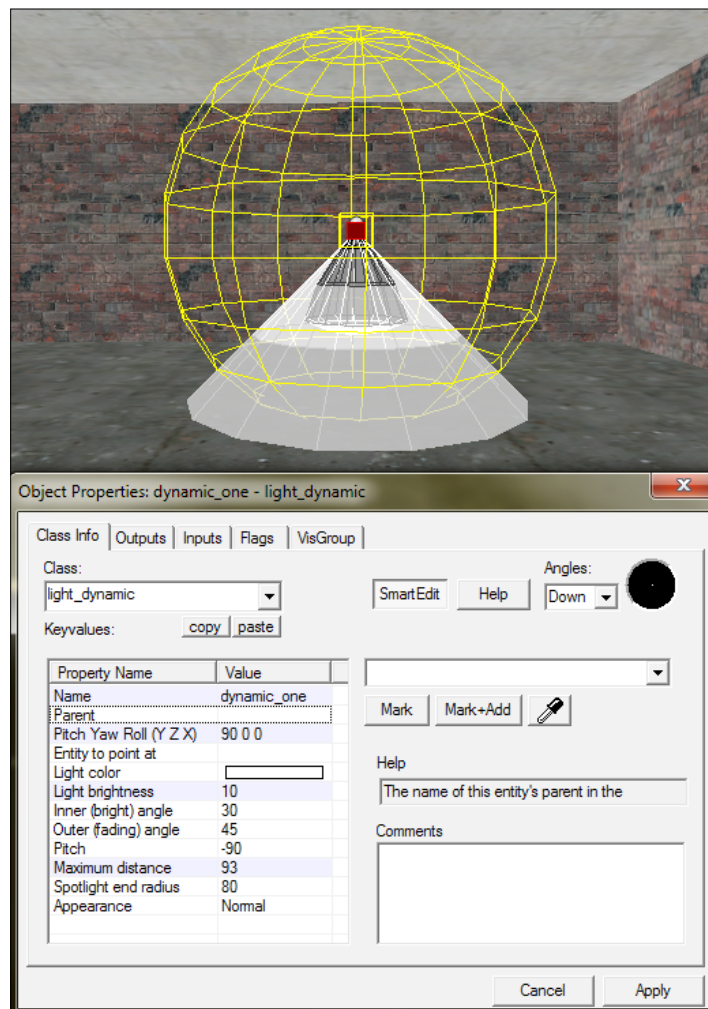 Object Properties: dynamic_one - light_dynamic
X
Class Info Outputs Inputs Flags VisGroup
Class:
light_dynamic
SmartEdit Help
Angles:
Down
Keyvalues: copy paste
Property Name Value
Name dynamic_one
Parent
Pitch Yaw Roll (Y Z X) 90 0 0
Entity to point at
Light color
Light brightness 10
Inner (bright) angle 30
Outer (fading) angle 45
Pitch -90
Maximum distance 93
Spotlight end radius 80
Appearance Normal
Mark Mark+Add
Help
The name of this entity's parent in the
Comments
Cancel Apply